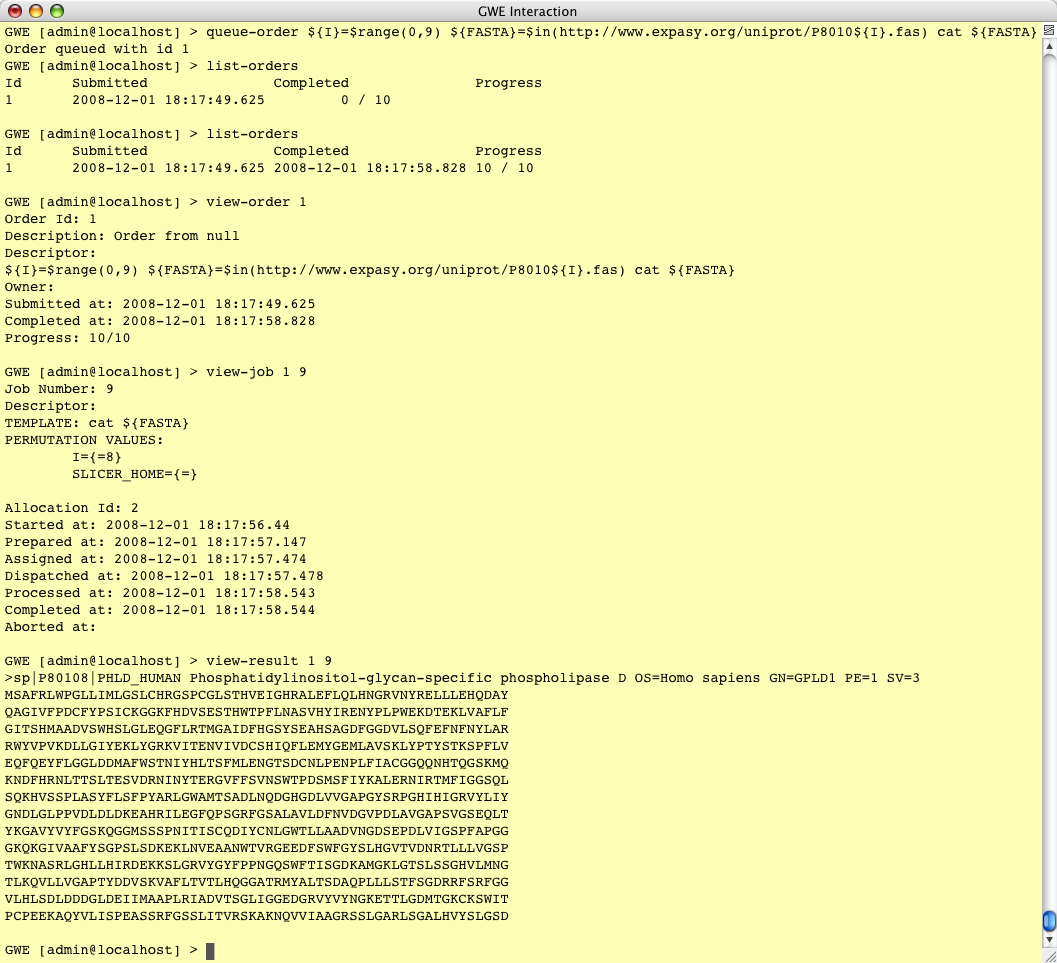 GWE Interaction
GWE [admin@localhost] > queue-order ${I}=$range(0,9) ${FASTA}=$in(http://www.expasy.org/uniprot/P8010${I}.fas) cat ${FASTA}
Order queued with id 1
GWE [admin@localhost] > list-orders
Id Submitted Completed Progress
1 2008-12-01 18:17:49.625 0 / 10
GWE [admin@localhost] > list-orders
Id Submitted Completed Progress
1 2008-12-01 18:17:49.625 2008-12-01 18:17:58.828 10 / 10
GWE [admin@localhost] > view-order 1
Order Id: 1
Description: Order from null
Descriptor:
${I}=$range(0,9) ${FASTA}=$in(http://www.expasy.org/uniprot/P8010${I}.fas) cat ${FASTA}
Owner:
Submitted at: 2008-12-01 18:17:49.625
Completed at: 2008-12-01 18:17:58.828
Progress: 10/10
GWE [admin@localhost] > view-job 1 9
Job Number: 9
Descriptor:
TEMPLATE: cat ${FASTA}
PERMUTATION VALUES:
I={=8}
SLICER_HOME={=}
Allocation Id: 2
Started at: 2008-12-01 18:17:56.44
Prepared at: 2008-12-01 18:17:57.147
Assigned at: 2008-12-01 18:17:57.474
Dispatched at: 2008-12-01 18:17:57.478
Processed at: 2008-12-01 18:17:58.543
Completed at: 2008-12-01 18:17:58.544
Aborted at:
GWE [admin@localhost] > view-result 1 9
>sp|P80108|PHLD_HUMAN Phosphatidylinositol-glycan-specific phospholipase D OS=Homo sapiens GN=GPLD1 PE=1 SV=3
MSAFRLWPGLLIMLGSLCHRGSPCGLSTHVEIGHRALEFLQLHNGRVNYRELLLEHQDAY
QAGIVFPDCFYPSICKGGKFHDVSESTHWTPFLNASVHYIRENYPLPWEKDTEKLVAFLF
GITSHMAADVSWHSLGLEQGFLRTMGAIDFHGSYSEAHSAGDFGGDVLSQFEFNFNYLAR
RWYVPVKDLLGIYEKLYGRKVITENVIVDCSHIQFLEMYGEMLAVSKLYPTYSTKSPFLV
EQFQEYFLGGLDDMAFWSTNIYHLTSFMLENGTSDCNLPENPLFIACGGQQNHTQGSKMQ
KNDFHRNLTTSLTESVDRNINYTERGVFFSVNSWTPDSMSFIYKALERNIRTMFIGGSQL
SQKHVSSPLASYFLSFPYARLGWAMTSADLNQDGHGDLVVGAPGYSRPGHIHIGRVYLIY
GNDLGLPPVDLDLDKEAHRILEGFQPSGRFGSALAVLDFNVDGVPDLAVGAPSVGSEQLT
YKGAVYVYFGSKQGGMSSSPNITISCQDIYCNLGWTLLAADVNGDSEPDLVIGSPFAPGG
GKQKGIVAAFYSGPSLSDKEKLNVEAANWTVRGEEDFSWFGYSLHGVTVDNRTLLLVGSP
TWKNASRLGHLLHIRDEKKSLGRVYGYFPPNGQSWFTISGDKAMGKLGTSLSSGHVLMNG
TLKQVLLVGAPTYDDVSKVAFLTVTLHQGGATRMYALTSDAQPLLLSTFSGDRRFSRFGG
VLHLSDLDDDGLDEIIMAAPLRIADVTSGLIGGEDGRVYVYNGKETTLGDMTGKCKSWIT
PCPEEKAQYVLISPEASSRFGSSLITVRSKAKNQVVIAAGRSSLGARLSGALHVYSLGSD
GWE [admin@localhost] >